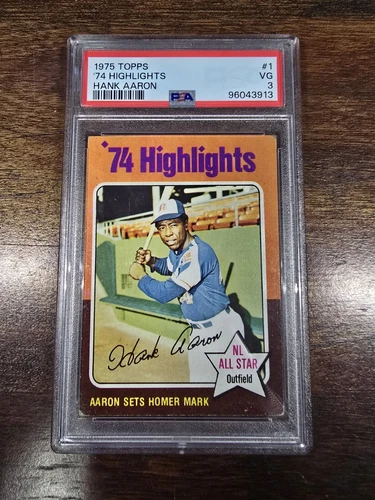 1975 TOPPS #1
'74 HIGHLIGHTS VG
HANK AARON 3
PSA 96043913
'74 Highlights
Hank Aaron
NL
ALL STAR
Outfield
AARON SETS HOMER MARK